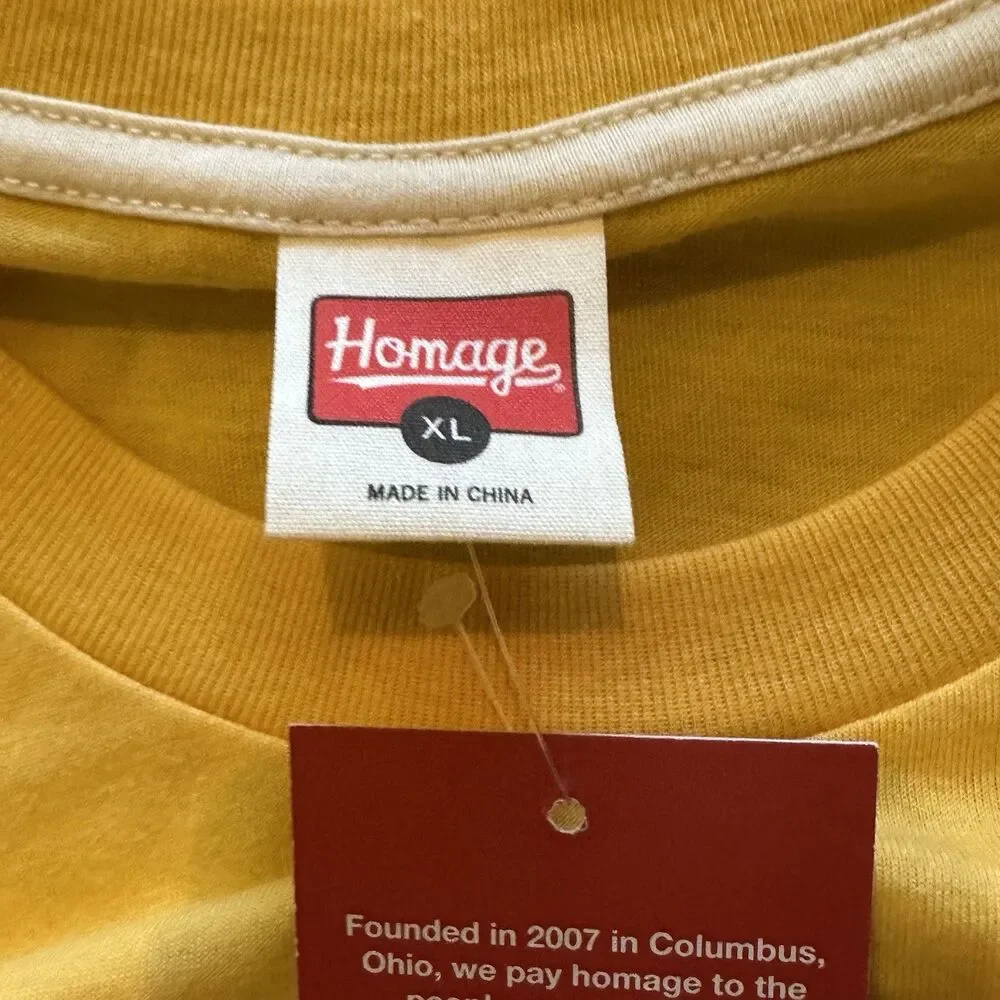 Homage®
XL
MADE IN CHINA
Founded in 2007 in Columbus,
Ohio, we pay homage to the